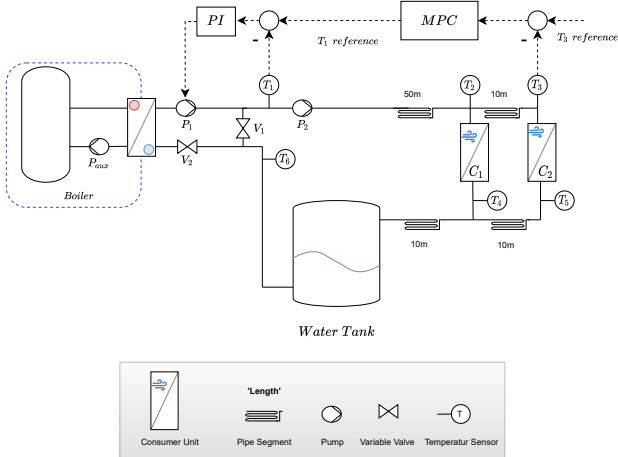 PI
MPC
T1 reference
T3 reference
T1
T2
T3
50m
10m
P1
P2
V1
V2
Paux
T6
C1
C2
Boiler
T4
T5
10m
10m
Water Tank
'Length'
T
Consumer Unit
Pipe Segment
Pump
Variable Valve
Temperatur Sensor